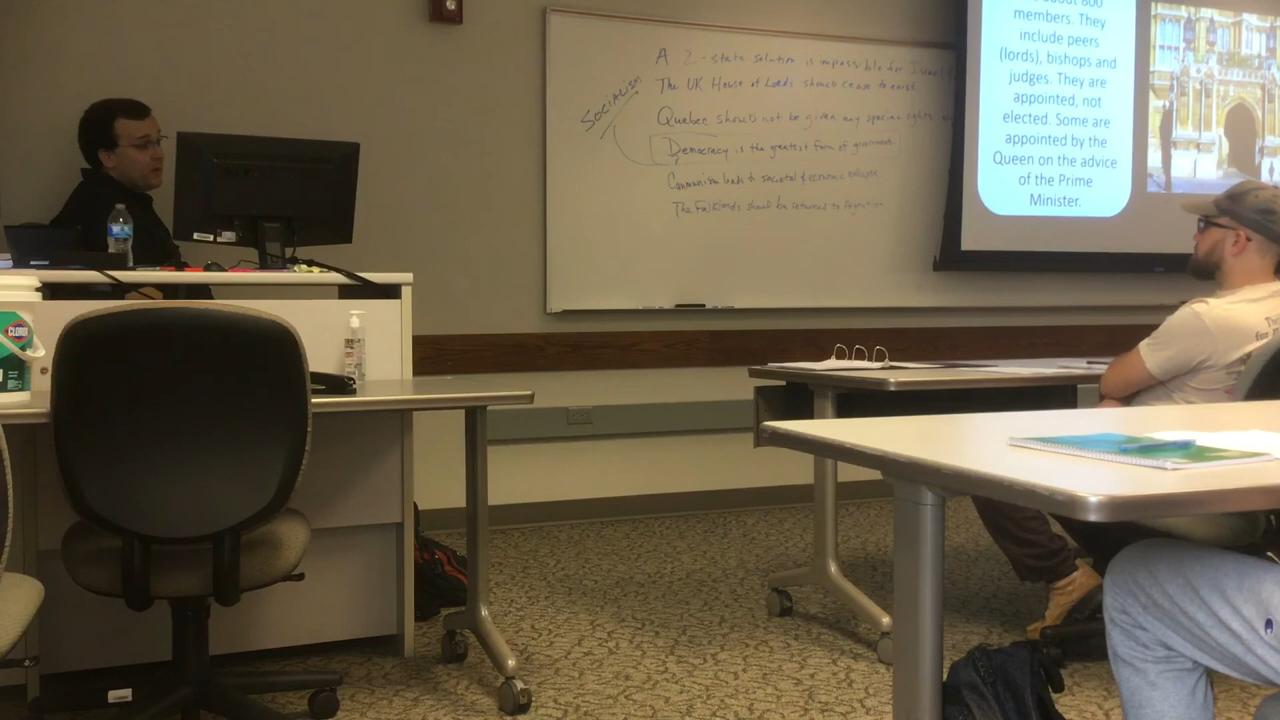 A 2-state solution is impossible for Israel
The UK House of Lords should cease to exist
Quebec should not be given any special rights
Democracy is the greatest form of government
Communism leads to societal & economic collapse
The Falklands should be returned to Argentina
SOCIALISM
about 800
members. They
include peers
(lords), bishops and
judges. They are
appointed, not
elected. Some are
appointed by the
Queen on the advice
of the Prime
Minister.